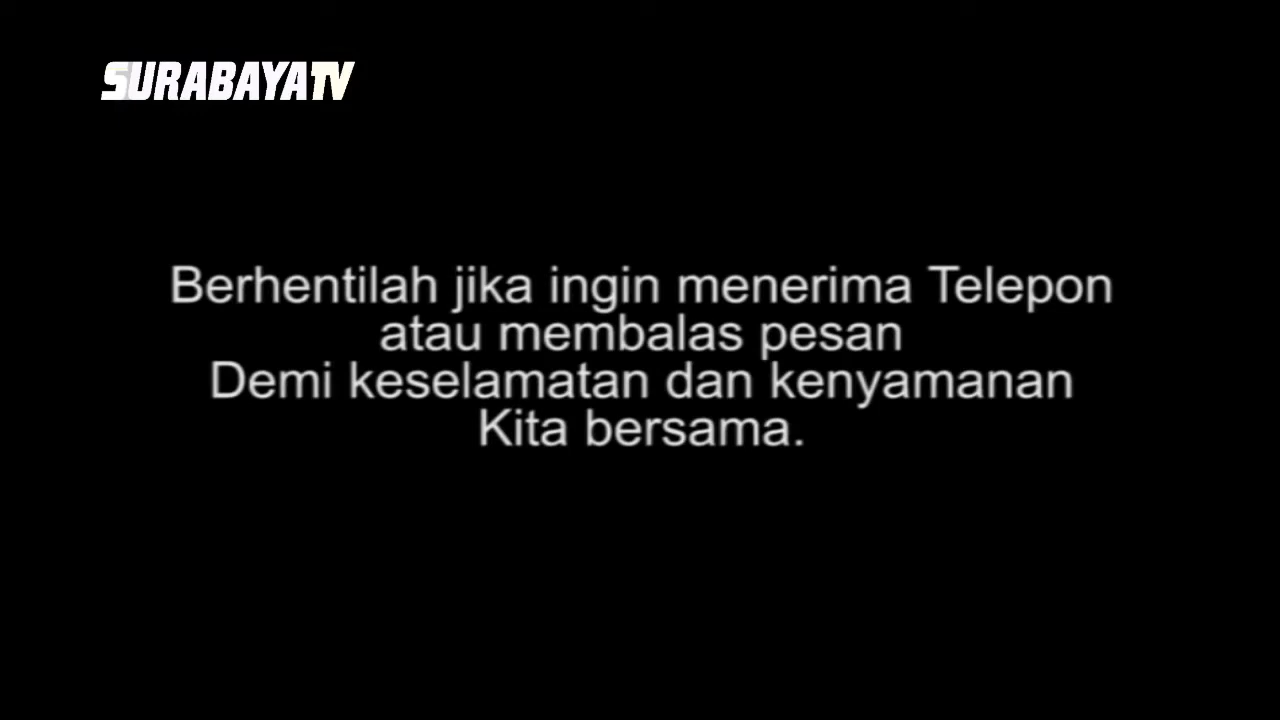 SURABAYATV
Berhentilah jika ingin menerima Telepon
atau membalas pesan
Demi keselamatan dan kenyamanan
Kita bersama.